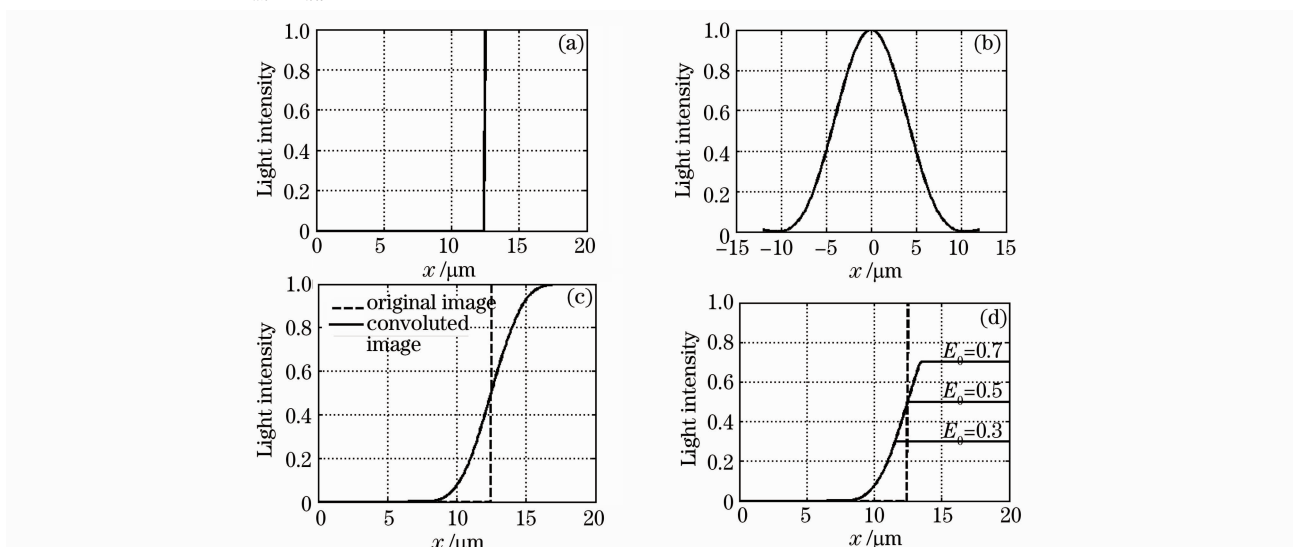 (a)
Light intensity
1.0
0.8
0.6
0.4
0.2
0
0 5 10 15 20
x /μm
(b)
Light intensity
1.0
0.8
0.6
0.4
0.2
0
−15 −10 −5 0 5 10 15
x /μm
(c)
Light intensity
1.0
0.8
0.6
0.4
0.2
0
original image
convoluted
image
0 5 10 15 20
x /μm
(d)
Light intensity
1.0
0.8
0.6
0.4
0.2
0
E₀=0.7
E₀=0.5
E₀=0.3
0 5 10 15 20
x /μm